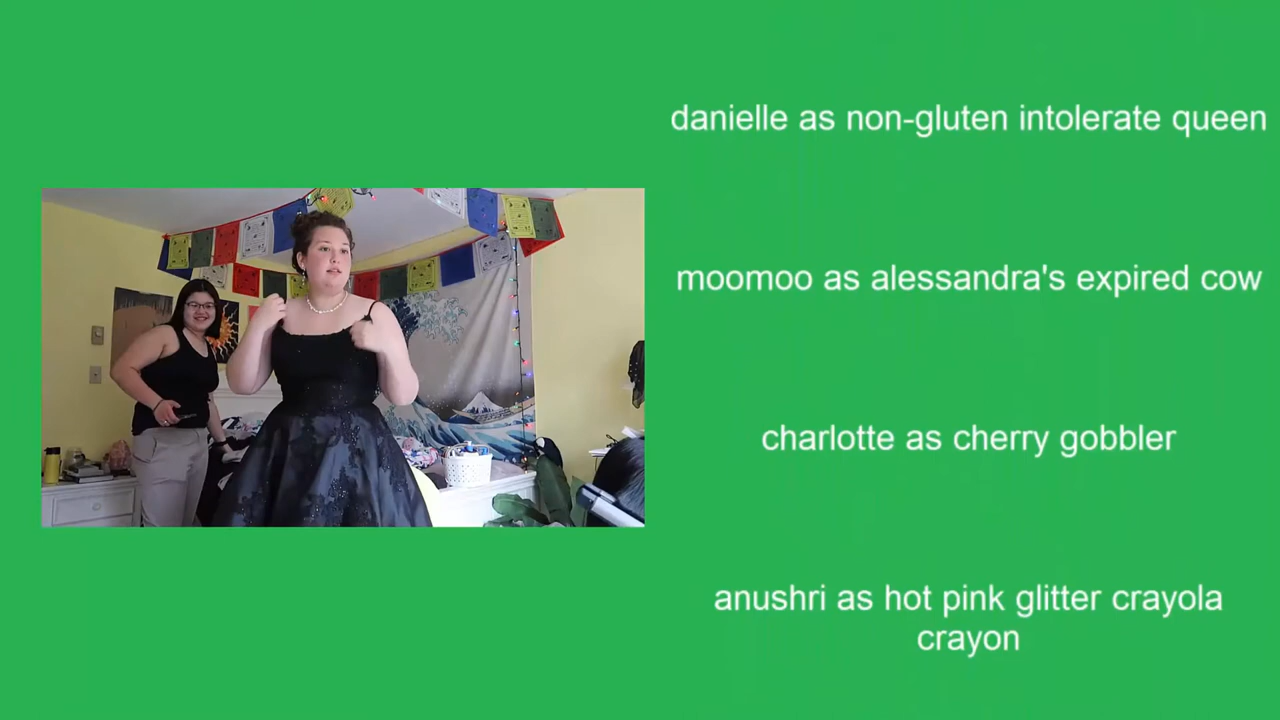 danielle as non-gluten intolerate queen
moomoo as alessandra's expired cow
charlotte as cherry gobbler
anushri as hot pink glitter crayola
crayon